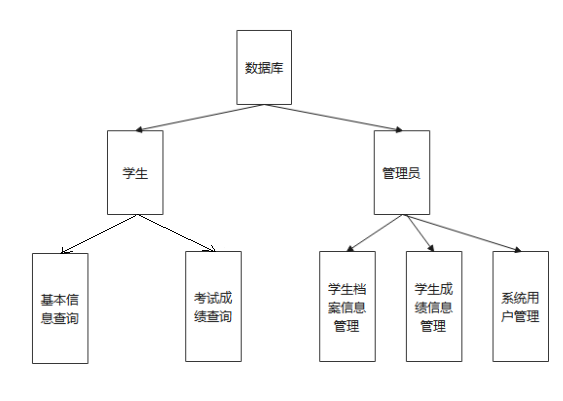 数据库
学生
管理员
基本信
息查询
考试成
绩查询
学生档
案信息
管理
学生成
绩信息
管理
系统用
户管理